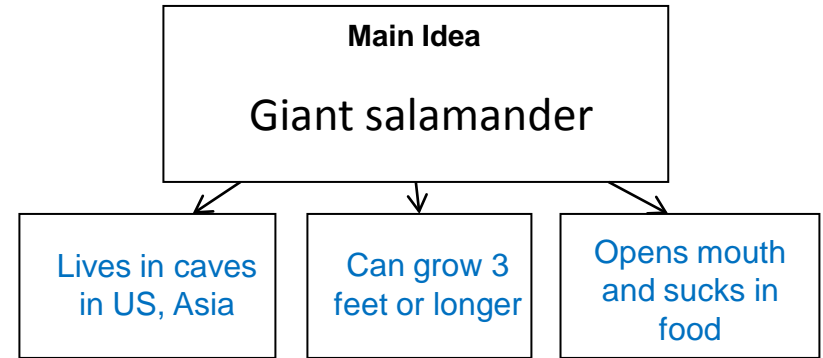 Main Idea
Giant salamander
Lives in caves
in US, Asia
Can grow 3
feet or longer
Opens mouth
and sucks in
food